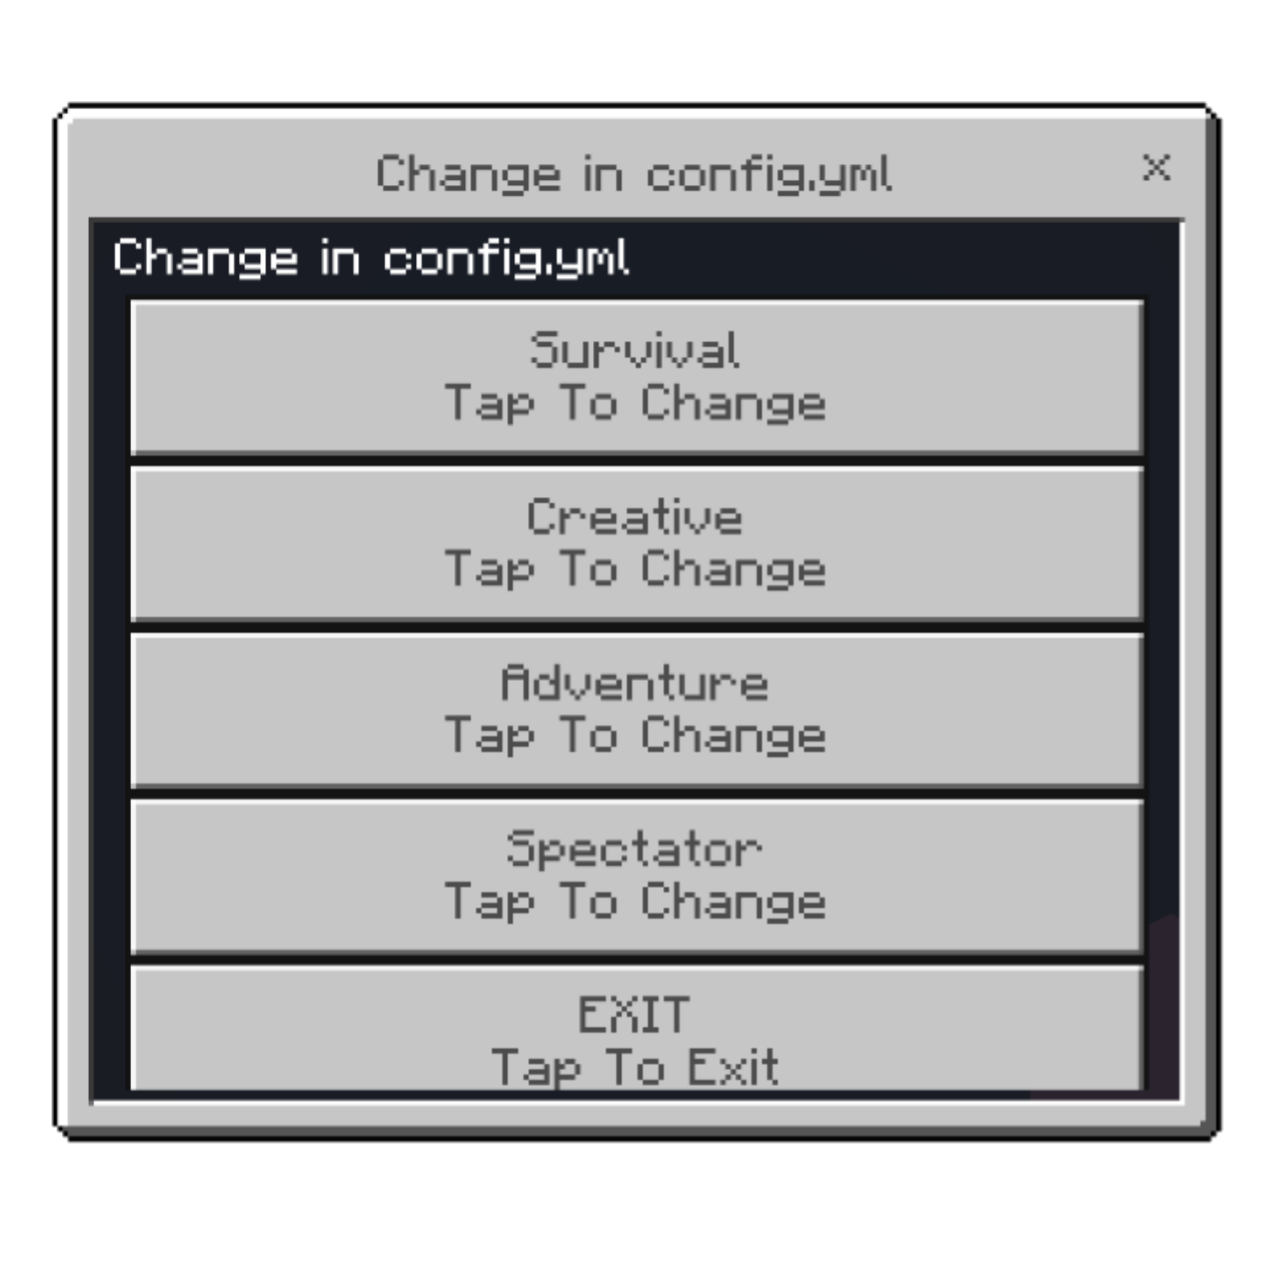 Change in config.yml
X
Change in config.yml
Survival
Tap To Change
Creative
Tap To Change
Adventure
Tap To Change
Spectator
Tap To Change
EXIT
Tap To Exit